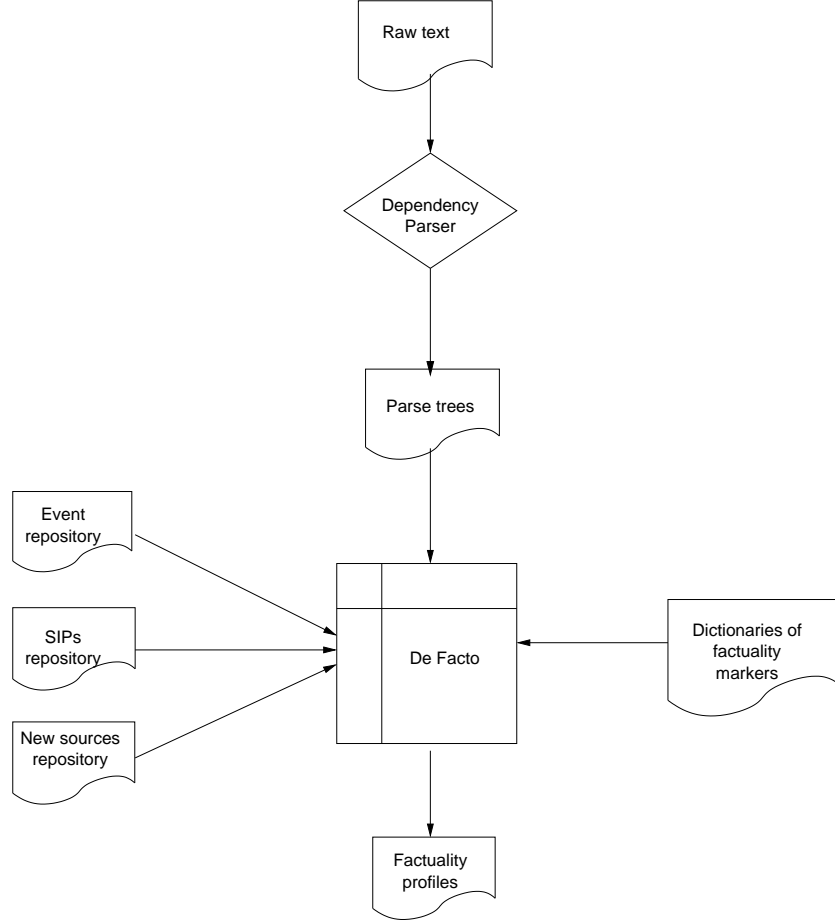 Raw text
Dependency
Parser
Parse trees
Event
repository
SIPs
repository
New sources
repository
De Facto
Dictionaries of
factuality
markers
Factuality
profiles